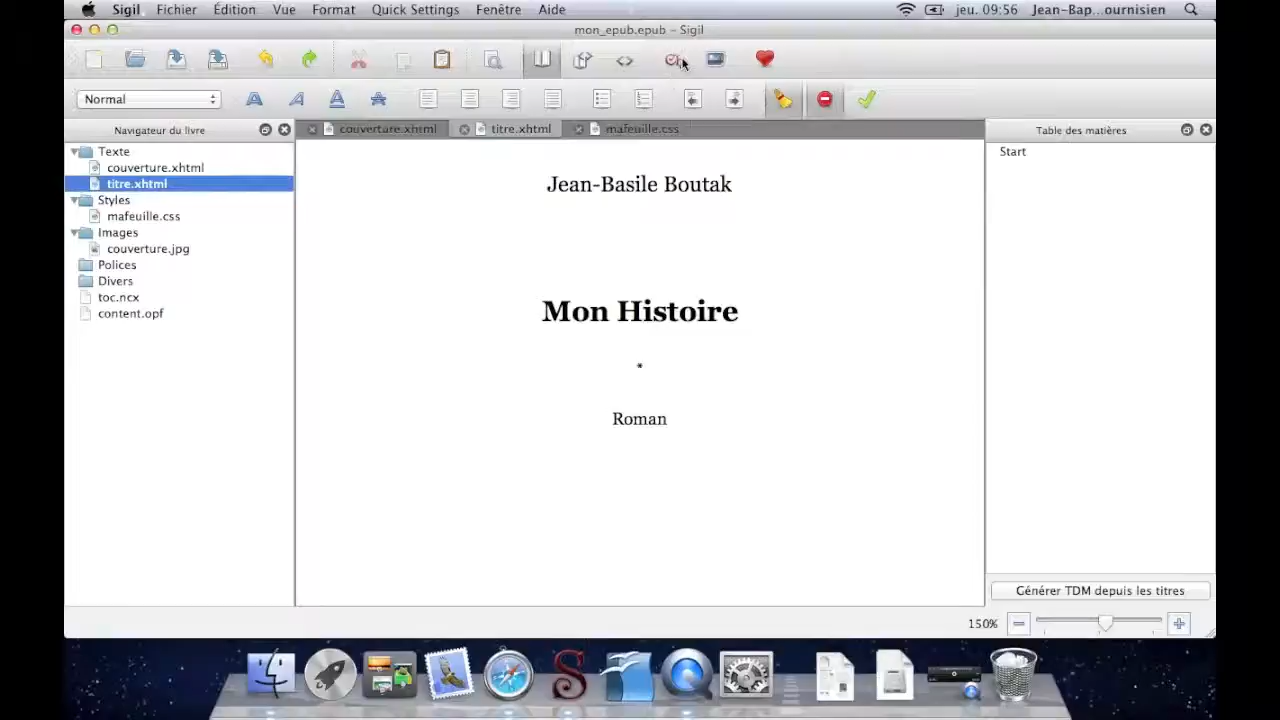 Sigil Fichier Édition Vue Format Quick Settings Fenêtre Aide jeu. 09:56 Jean-Bap...ournisien
mon_epub.epub – Sigil
Normal
Navigateur du livre
couverture.xhtml titre.xhtml mafeuille.css
Table des matières
Texte
couverture.xhtml
titre.xhtml
Styles
mafeuille.css
Images
couverture.jpg
Polices
Divers
toc.ncx
content.opf
Jean-Basile Boutak
Mon Histoire
*
Roman
Start
Générer TDM depuis les titres
150%